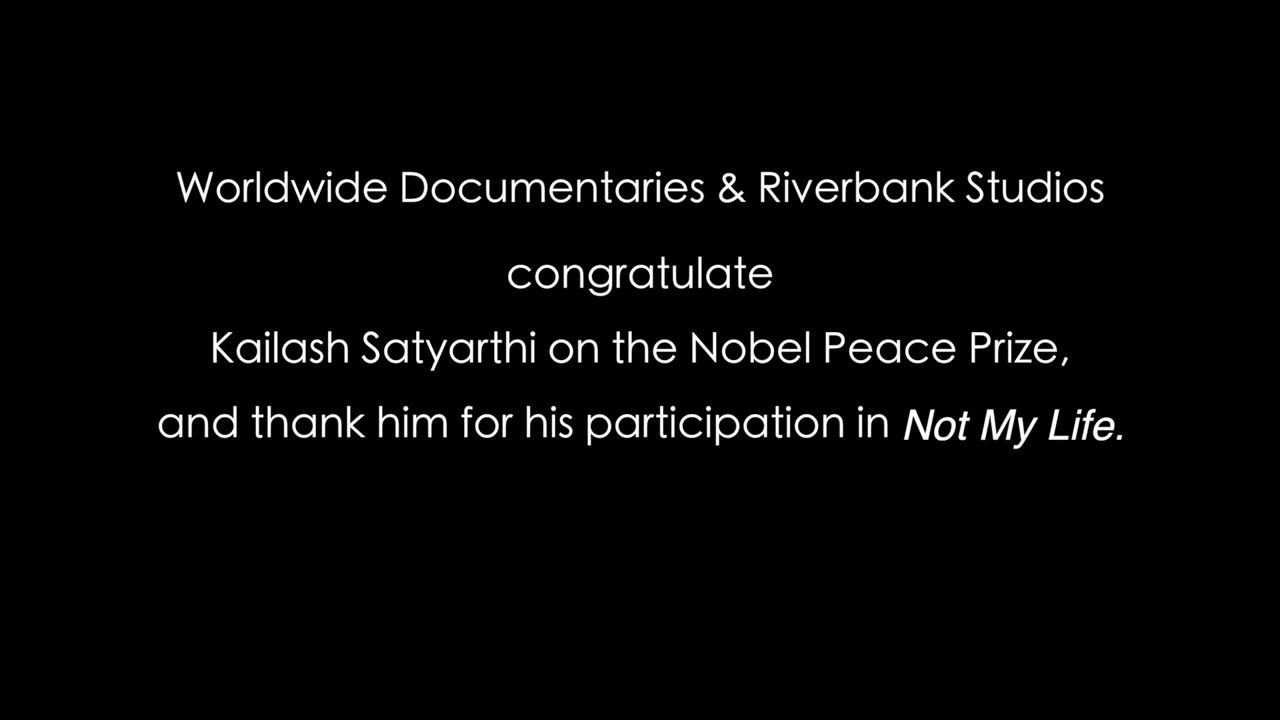 Worldwide Documentaries & Riverbank Studios
congratulate
Kailash Satyarthi on the Nobel Peace Prize,
and thank him for his participation in Not My Life.